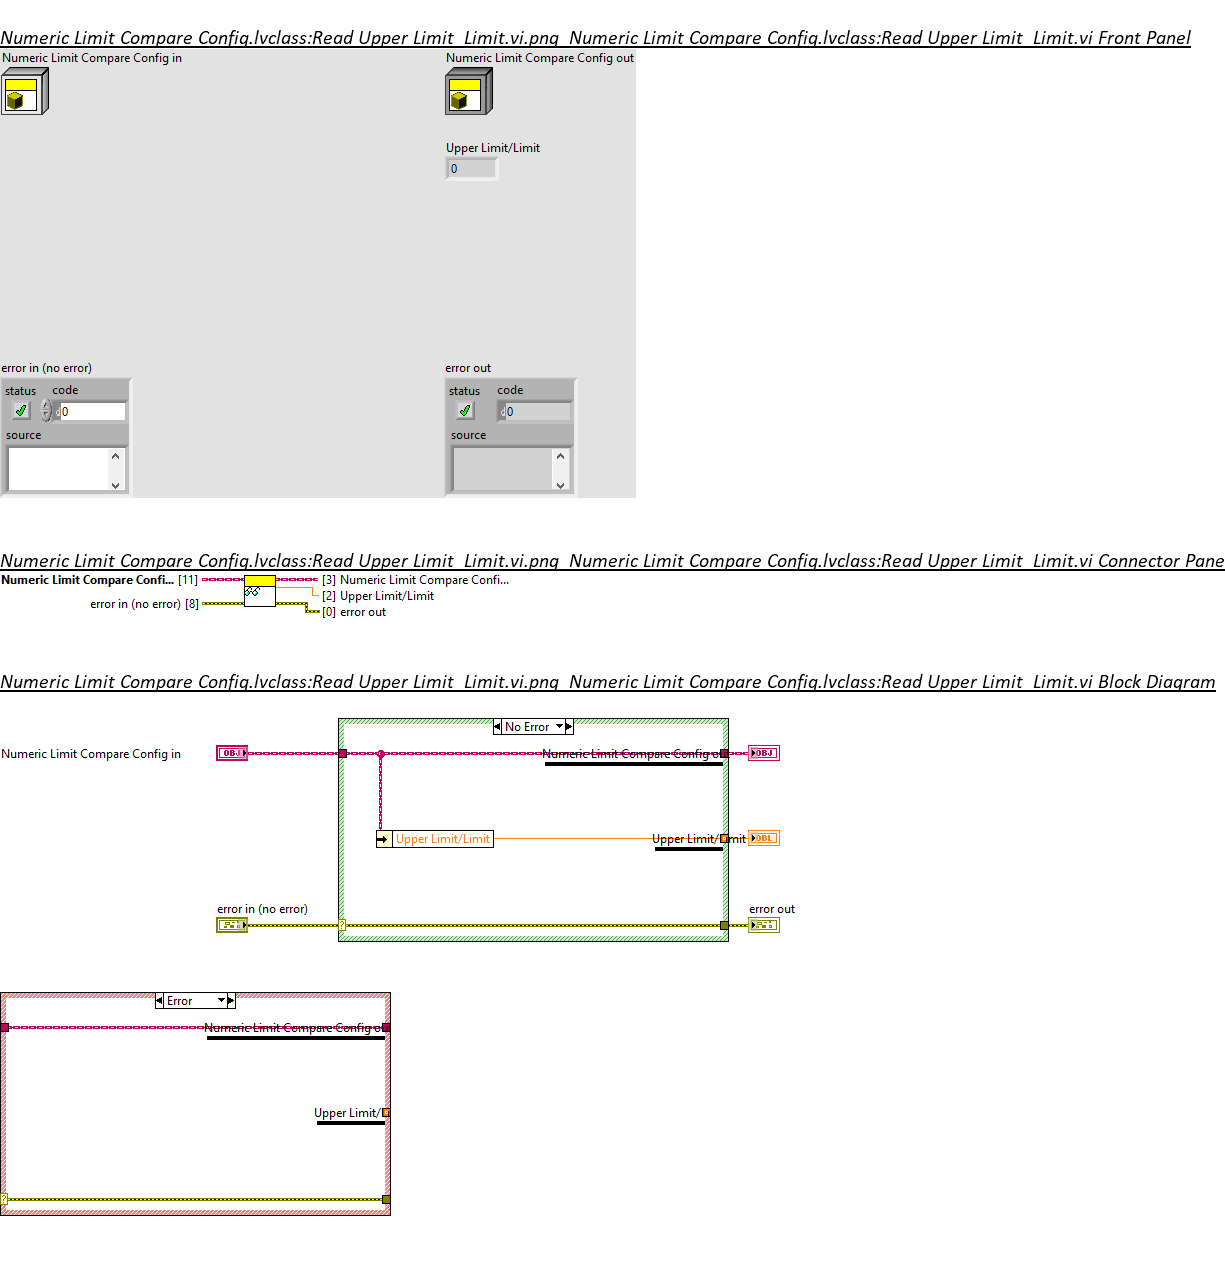 Numeric Limit Compare Config.lvclass:Read Upper Limit_Limit.vi.png_Numeric Limit Compare Config.lvclass:Read Upper Limit_Limit.vi Front Panel
Numeric Limit Compare Config in
Numeric Limit Compare Config out
Upper Limit/Limit
0
error in (no error)
error out
status code
status code
d 0
d 0
source
source
Numeric Limit Compare Config.lvclass:Read Upper Limit_Limit.vi.png_Numeric Limit Compare Config.lvclass:Read Upper Limit_Limit.vi Connector Pane
Numeric Limit Compare Confi... [11]
[3] Numeric Limit Compare Confi...
[2] Upper Limit/Limit
error in (no error) [8]
[0] error out
Numeric Limit Compare Config.lvclass:Read Upper Limit_Limit.vi.png_Numeric Limit Compare Config.lvclass:Read Upper Limit_Limit.vi Block Diagram
No Error
Numeric Limit Compare Config in
OBJ
Numeric Limit Compare Config o
OBJ
Upper Limit/Limit
Upper Limit/Limit
DBL
error in (no error)
error out
?
Error
Numeric Limit Compare Config o
Upper Limit/
?